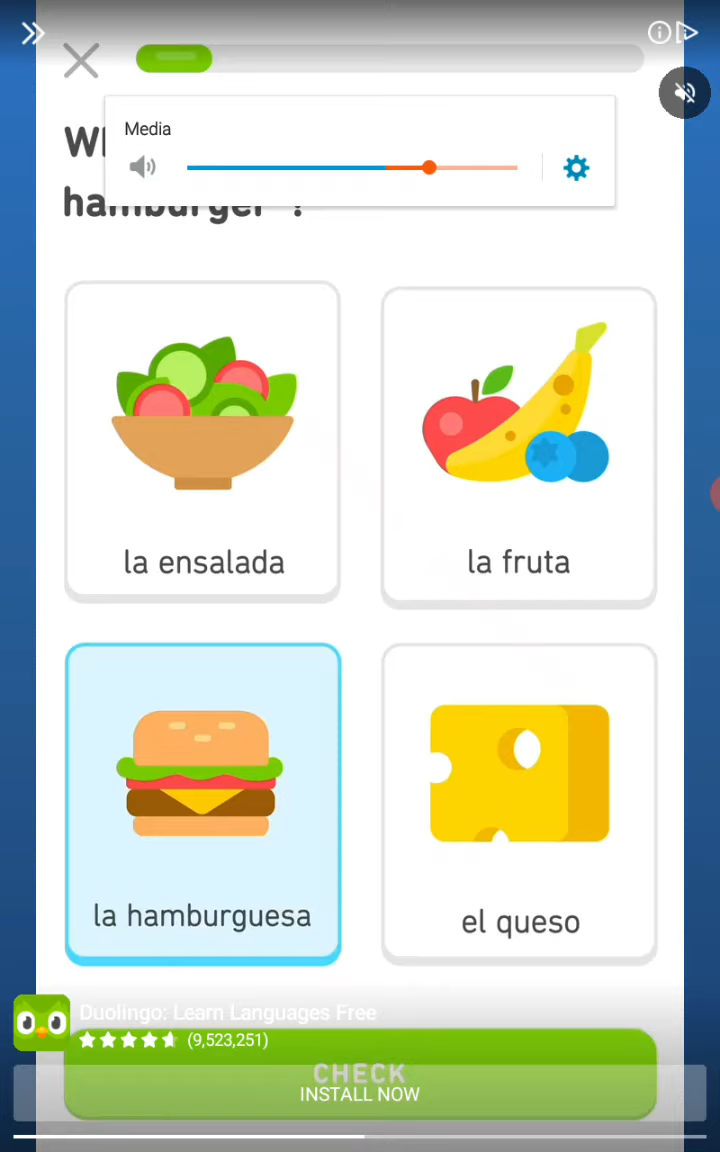 Media
hamburger" ?
la ensalada
la fruta
la hamburguesa
el queso
Duolingo: Learn Languages Free
(9,523,251)
CHECK
INSTALL NOW